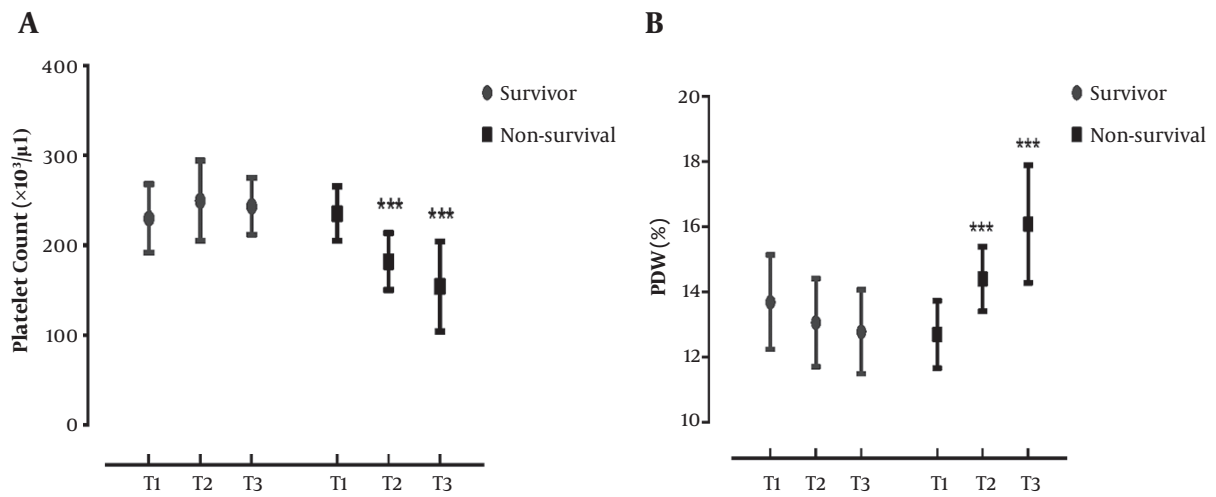 A
Platelet Count (×10³/µ1)
400
300
200
100
0
Survivor
Non-survival
***
***
T1 T2 T3 T1 T2 T3
B
PDW (%)
20
18
16
14
12
10
Survivor
Non-survival
***
***
T1 T2 T3 T1 T2 T3